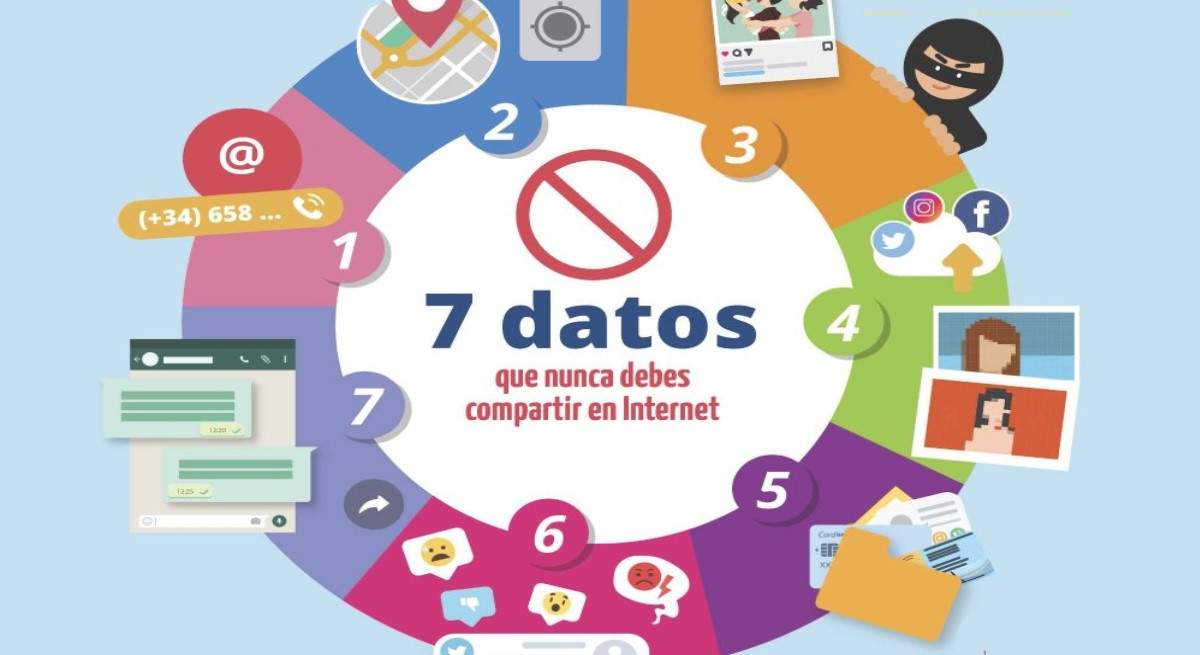 2
3
@
(+34) 658 ...
1
7 datos
que nunca debes
compartir en Internet
4
7
12:20
12:25
5
6